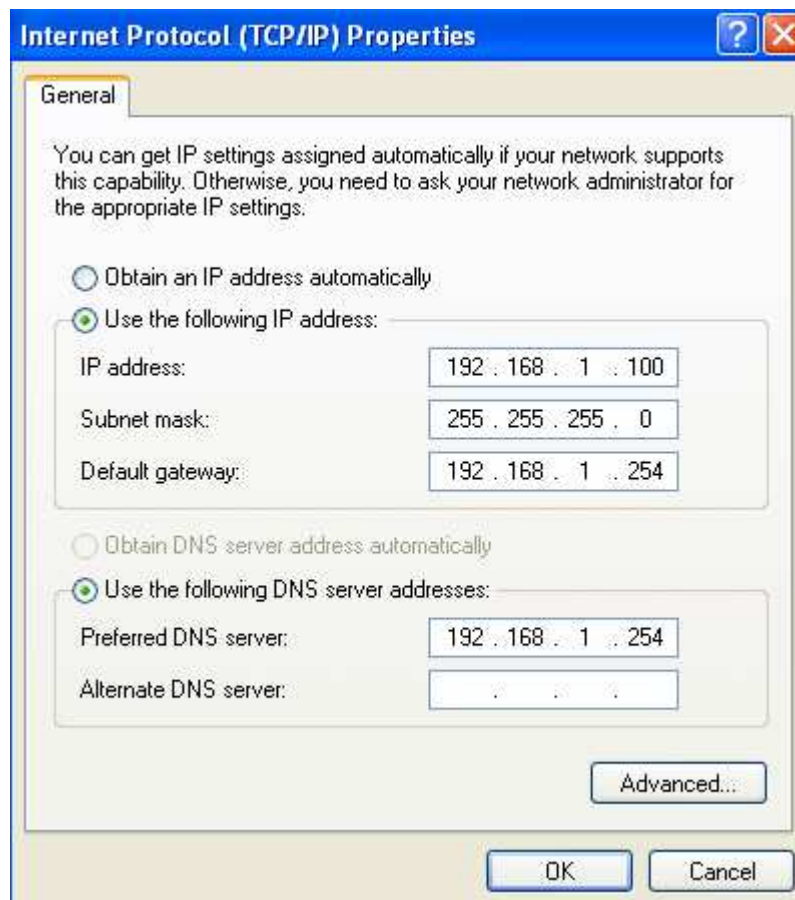 Internet Protocol (TCP/IP) Properties
General
You can get IP settings assigned automatically if your network supports
this capability. Otherwise, you need to ask your network administrator for
the appropriate IP settings.
Obtain an IP address automatically
Use the following IP address:
IP address: 192 . 168 . 1 . 100
Subnet mask: 255 . 255 . 255 . 0
Default gateway: 192 . 168 . 1 . 254
Obtain DNS server address automatically
Use the following DNS server addresses:
Preferred DNS server: 192 . 168 . 1 . 254
Alternate DNS server: . . .
Advanced...
OK Cancel